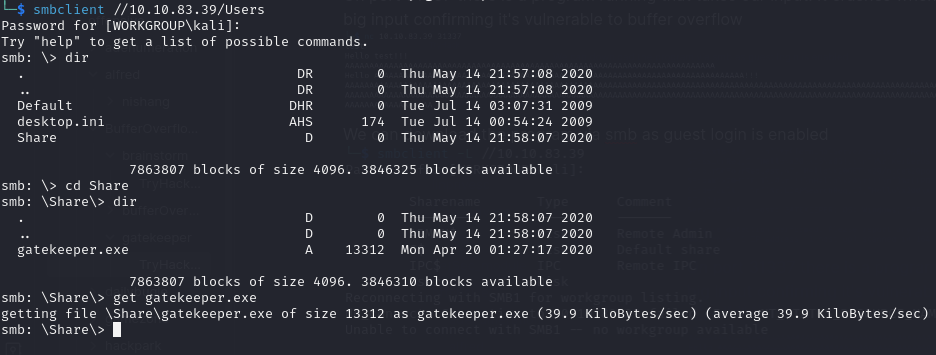 └─$ smbclient //10.10.83.39/Users
big input confirming it's vulnerable to buffer overflow
Password for [WORKGROUP\kali]:
Try "help" to get a list of possible commands.
smb: \> dir
  .                                   DR        0  Thu May 14 21:57:08 2020
  ..                                  DR        0  Thu May 14 21:57:08 2020
  Default                            DHR        0  Tue Jul 14 03:07:31 2009
  desktop.ini                        AHS      174  Tue Jul 14 00:54:24 2009
  Share                                D        0  Thu May 14 21:58:07 2020
smb as guest login is enabled
                7863807 blocks of size 4096. 3846325 blocks available
smb: \> cd Share
smb: \Share\> dir
Sharename Type Comment
  .                                    D        0  Thu May 14 21:58:07 2020
  ..                                   D        0  Thu May 14 21:58:07 2020
Remote Admin
  gatekeeper.exe                       A    13312  Mon Apr 20 01:27:17 2020
Default share
IPC Remote IPC
                7863807 blocks of size 4096. 3846310 blocks available
smb: \Share\> get gatekeeper.exe
Reconnecting with SMB1 for workgroup listing.
getting file \Share\gatekeeper.exe of size 13312 as gatekeeper.exe (39.9 KiloBytes/sec) (average 39.9 KiloBytes/sec)
smb: \Share\>
Unable to connect with SMB1 -- no workgroup available